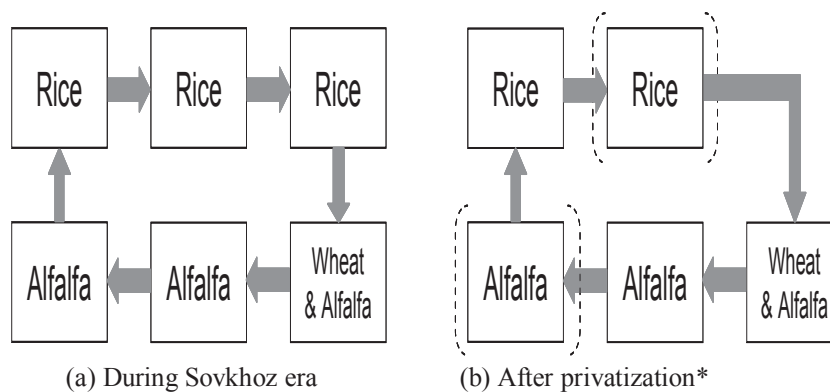 Rice Rice Rice Rice Rice
Alfalfa Alfalfa Wheat & Alfalfa Alfalfa Alfalfa Wheat & Alfalfa
(a) During Sovkhoz era (b) After privatization*